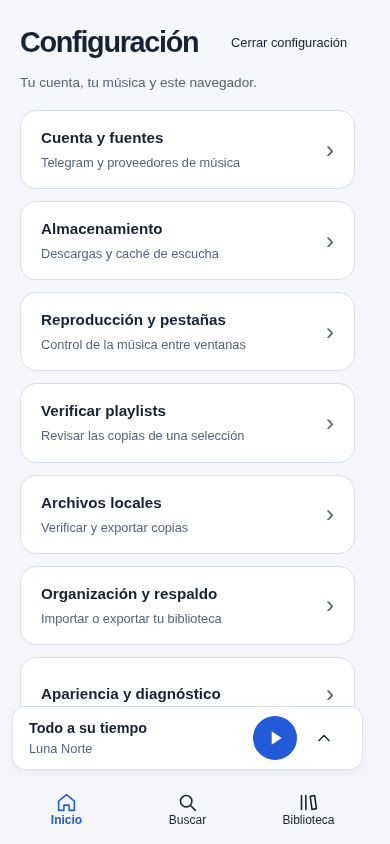 Configuración
Cerrar configuración
Tu cuenta, tu música y este navegador.
Cuenta y fuentes
Telegram y proveedores de música
Almacenamiento
Descargas y caché de escucha
Reproducción y pestañas
Control de la música entre ventanas
Verificar playlists
Revisar las copias de una selección
Archivos locales
Verificar y exportar copias
Organización y respaldo
Importar o exportar tu biblioteca
Apariencia y diagnóstico
Todo a su tiempo
Luna Norte
Inicio
Buscar
Biblioteca